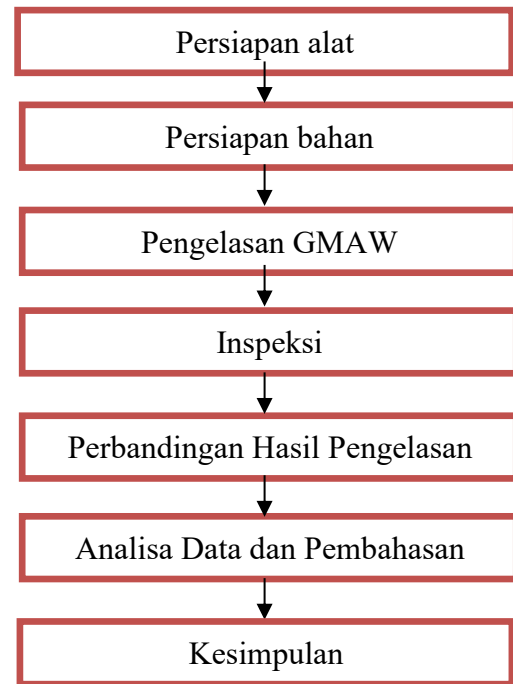 Persiapan alat
Persiapan bahan
Pengelasan GMAW
Inspeksi
Perbandingan Hasil Pengelasan
Analisa Data dan Pembahasan
Kesimpulan